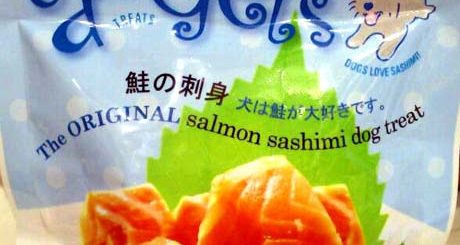 TREATS
DOGS LOVE SASHIMI!
鮭の刺身 犬は鮭が大好きです。
The ORIGINAL salmon sashimi dog treat